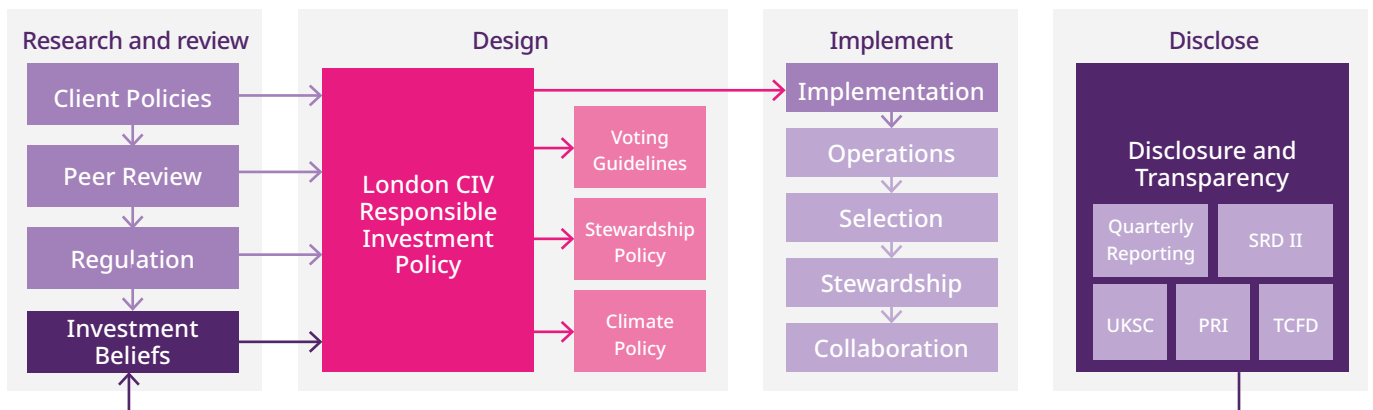 Research and review
Client Policies
Peer Review
Regulation
Investment
Beliefs
Design
London CIV
Responsible
Investment
Policy
Voting
Guidelines
Stewardship
Policy
Climate
Policy
Implement
Implementation
Operations
Selection
Stewardship
Collaboration
Disclose
Disclosure and
Transparency
Quarterly
Reporting
SRD II
UKSC
PRI
TCFD